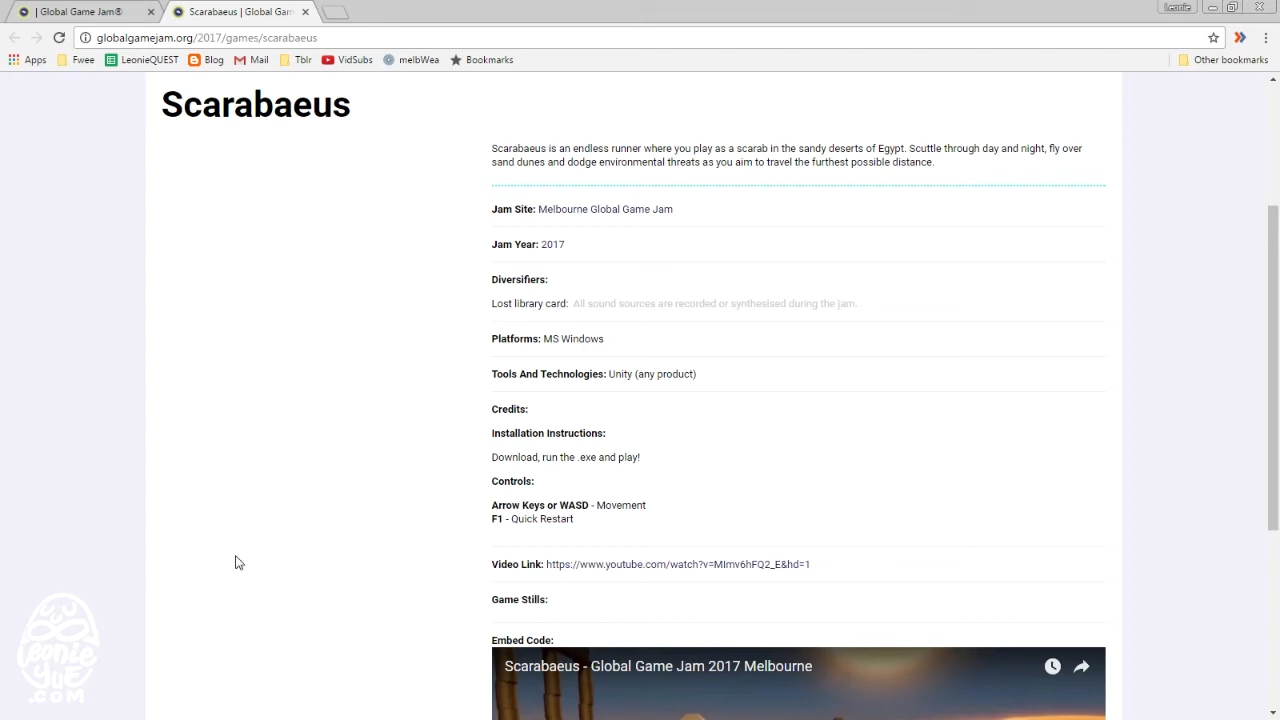 | Global Game Jam®
Scarabaeus | Global Gam
Leonie
globalgamejam.org/2017/games/scarabaeus
Apps
Fwee
LeonieQUEST
Blog
Mail
Tblr
VidSubs
melbWea
Bookmarks
Other bookmarks
Scarabaeus
Scarabaeus is an endless runner where you play as a scarab in the sandy deserts of Egypt. Scuttle through day and night, fly over
sand dunes and dodge environmental threats as you aim to travel the furthest possible distance.
Jam Site: Melbourne Global Game Jam
Jam Year: 2017
Diversifiers:
Lost library card: All sound sources are recorded or synthesised during the jam.
Platforms: MS Windows
Tools And Technologies: Unity (any product)
Credits:
Installation Instructions:
Download, run the .exe and play!
Controls:
Arrow Keys or WASD - Movement
F1 - Quick Restart
Video Link: https://www.youtube.com/watch?v=MImv6hFQ2_E&hd=1
Game Stills:
Embed Code:
Scarabaeus - Global Game Jam 2017 Melbourne
Leonie
Yue
.COM